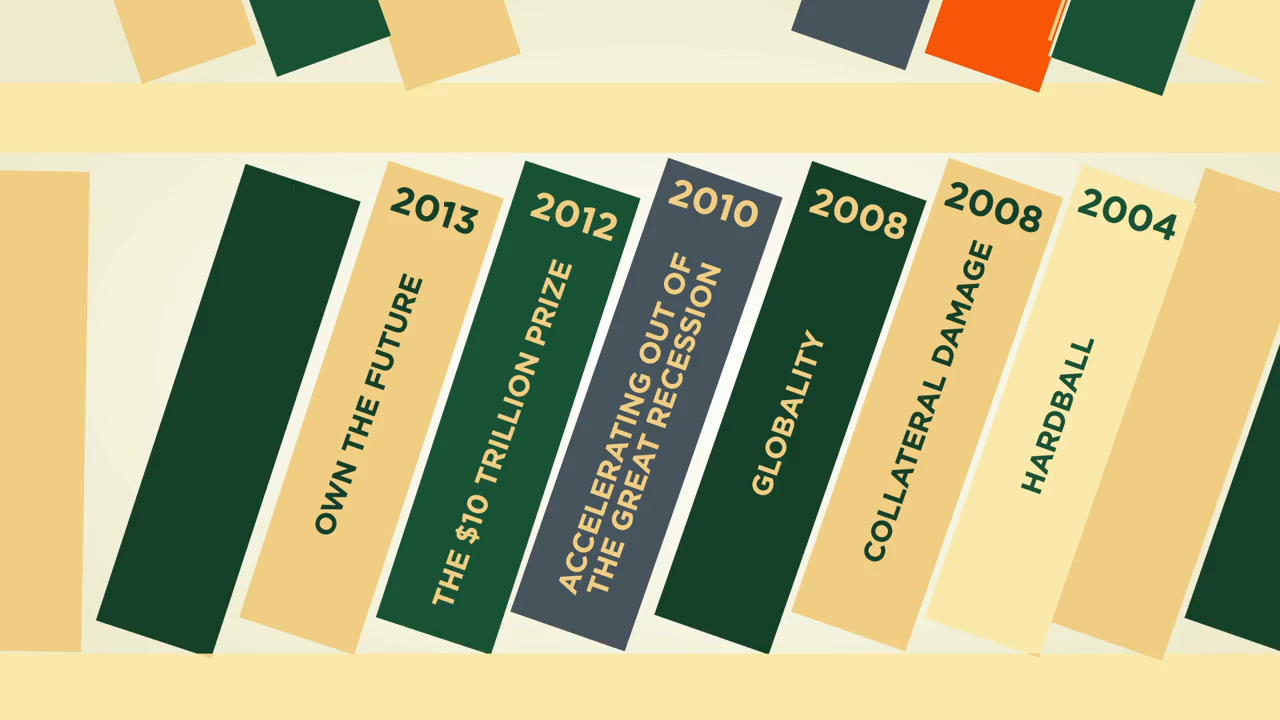 2013
OWN THE FUTURE
2012
THE $10 TRILLION PRIZE
2010
ACCELERATING OUT OF
THE GREAT RECESSION
2008
GLOBALITY
2008
COLLATERAL DAMAGE
2004
HARDBALL